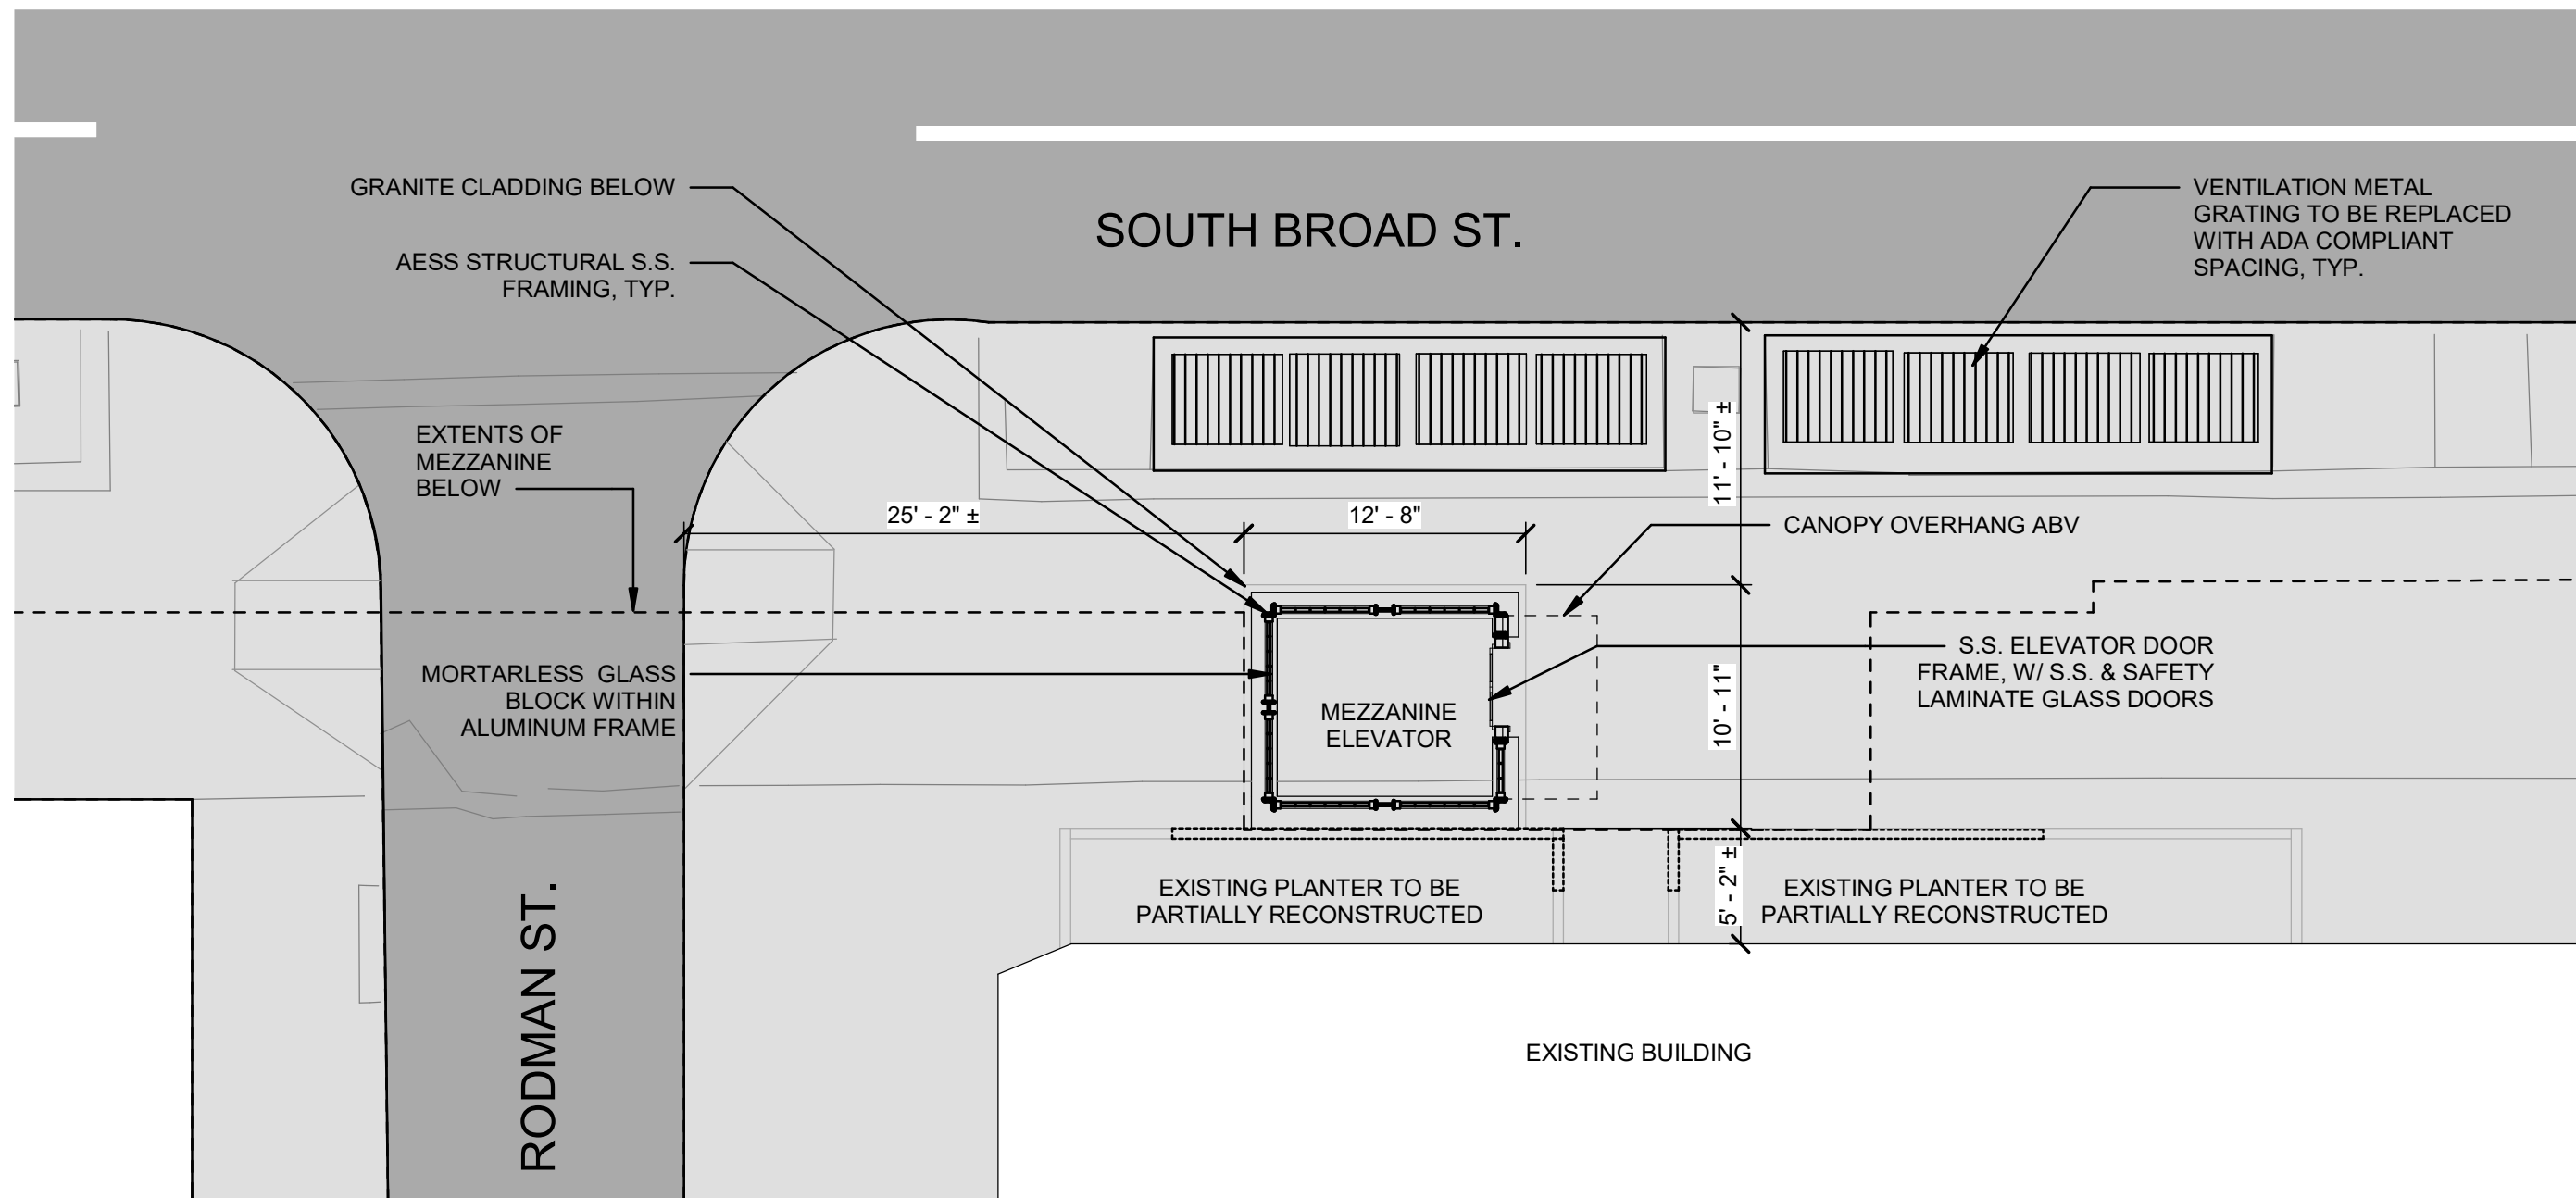 GRANITE CLADDING BELOW
AESS STRUCTURAL S.S.
FRAMING, TYP.
SOUTH BROAD ST.
VENTILATION METAL
GRATING TO BE REPLACED
WITH ADA COMPLIANT
SPACING, TYP.
EXTENTS OF
MEZZANINE
BELOW
25' - 2" ±
12' - 8"
11' - 10" ±
CANOPY OVERHANG ABV
MORTARLESS GLASS
BLOCK WITHIN
ALUMINUM FRAME
MEZZANINE
ELEVATOR
10' - 11"
S.S. ELEVATOR DOOR
FRAME, W/ S.S. & SAFETY
LAMINATE GLASS DOORS
RODMAN ST.
EXISTING PLANTER TO BE
PARTIALLY RECONSTRUCTED
5' - 2" ±
EXISTING PLANTER TO BE
PARTIALLY RECONSTRUCTED
EXISTING BUILDING